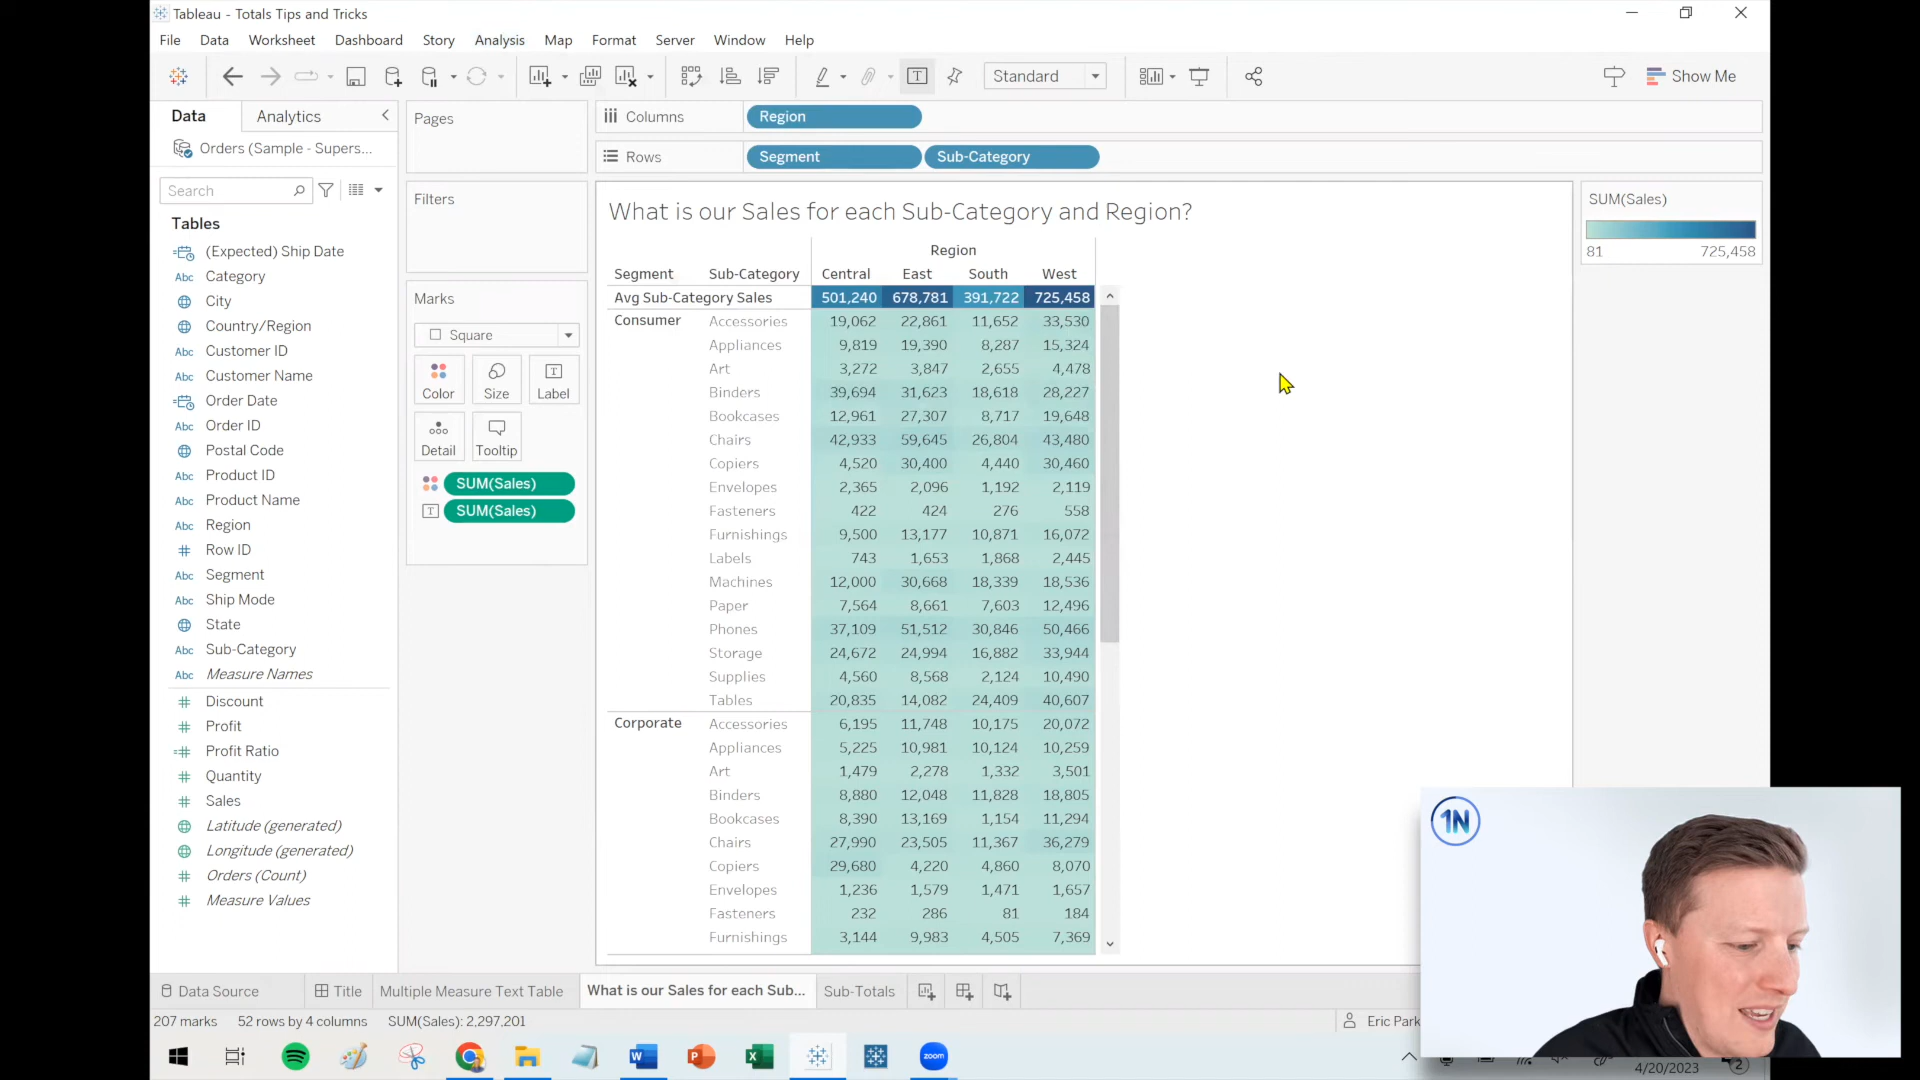 Tableau - Totals Tips and Tricks
File Data Worksheet Dashboard Story Analysis Map Format Server Window Help
Standard
Show Me
Data Analytics
Orders (Sample - Supers...
Search
Tables
(Expected) Ship Date
Abc Category
City
Country/Region
Abc Customer ID
Abc Customer Name
Order Date
Abc Order ID
Postal Code
Abc Product ID
Abc Product Name
Abc Region
# Row ID
Abc Segment
Abc Ship Mode
State
Abc Sub-Category
Abc Measure Names
# Discount
# Profit
=# Profit Ratio
# Quantity
# Sales
Latitude (generated)
Longitude (generated)
# Orders (Count)
# Measure Values
Pages
Filters
Marks
Square
Color Size Label
Detail Tooltip
SUM(Sales)
SUM(Sales)
Columns Region
Rows Segment Sub-Category
What is our Sales for each Sub-Category and Region?
Region
Segment Sub-Category Central East South West
Avg Sub-Category Sales 501,240 678,781 391,722 725,458
Consumer Accessories 19,062 22,861 11,652 33,530
Appliances 9,819 19,390 8,287 15,324
Art 3,272 3,847 2,655 4,478
Binders 39,694 31,623 18,618 28,227
Bookcases 12,961 27,307 8,717 19,648
Chairs 42,933 59,645 26,804 43,480
Copiers 4,520 30,400 4,440 30,460
Envelopes 2,365 2,096 1,192 2,119
Fasteners 422 424 276 558
Furnishings 9,500 13,177 10,871 16,072
Labels 743 1,653 1,868 2,445
Machines 12,000 30,668 18,339 18,536
Paper 7,564 8,661 7,603 12,496
Phones 37,109 51,512 30,846 50,466
Storage 24,672 24,994 16,882 33,944
Supplies 4,560 8,568 2,124 10,490
Tables 20,835 14,082 24,409 40,607
Corporate Accessories 6,195 11,748 10,175 20,072
Appliances 5,225 10,981 10,124 10,259
Art 1,479 2,278 1,332 3,501
Binders 8,880 12,048 11,828 18,805
Bookcases 8,390 13,169 1,154 11,294
Chairs 27,990 23,505 11,367 36,279
Copiers 29,680 4,220 4,860 8,070
Envelopes 1,236 1,579 1,471 1,657
Fasteners 232 286 81 184
Furnishings 3,144 9,983 4,505 7,369
SUM(Sales)
81 725,458
1N
Data Source Title Multiple Measure Text Table What is our Sales for each Sub... Sub-Totals
207 marks 52 rows by 4 columns SUM(Sales): 2,297,201
Eric Park
zoom
4/20/2023
2